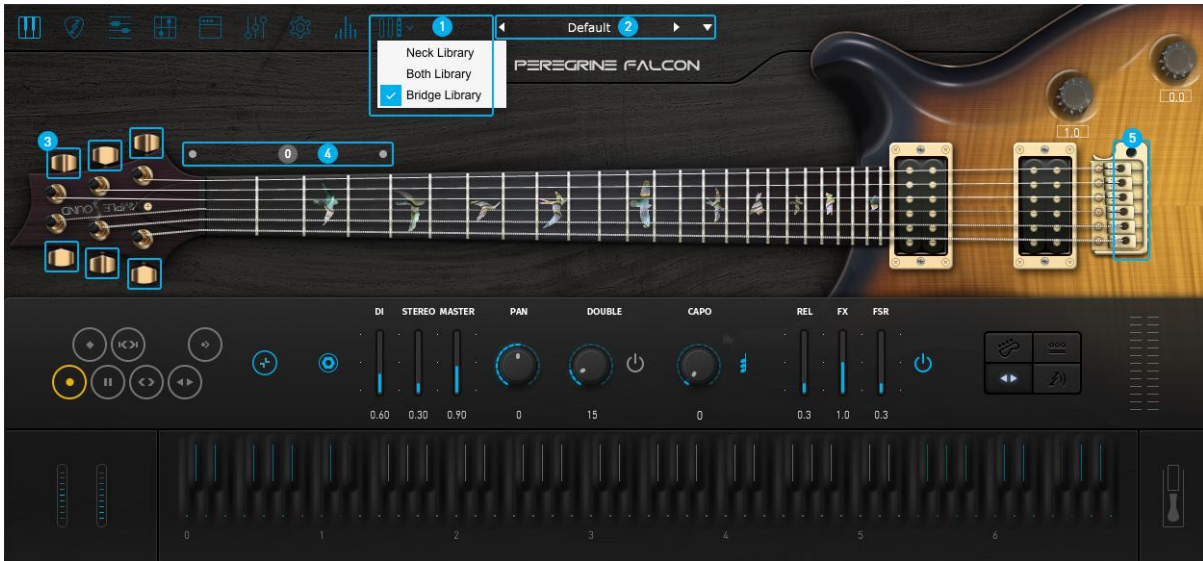 1
Default 2
Neck Library
Both Library
Bridge Library
PEREGRINE FALCON
0.0
1.0
3
0 4
5
AMPLE SOUND
DI STEREO MASTER PAN DOUBLE CAPO REL FX FSR
0.60 0.30 0.90 0 15 0 0.3 1.0 0.3
0 1 2 3 4 5 6